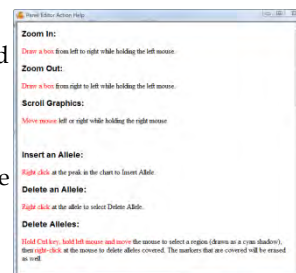 Panel Editor Action Help
Zoom In:
Draw a box from left to right while holding the left mouse.
Zoom Out:
Draw a box from right to left while holding the left mouse.
Scroll Graphics:
Move mouse left or right while holding the right mouse
Insert an Allele:
Right click at the peak in the chart to Insert Allele.
Delete an Allele:
Right click at the allele to select Delete Allele.
Delete Alleles:
Hold Ctrl key, hold left mouse and move the mouse to select a region (drawn as a cyan shadow),
then right-click at the mouse to delete alleles covered. The markers that are covered will be erased
as well.